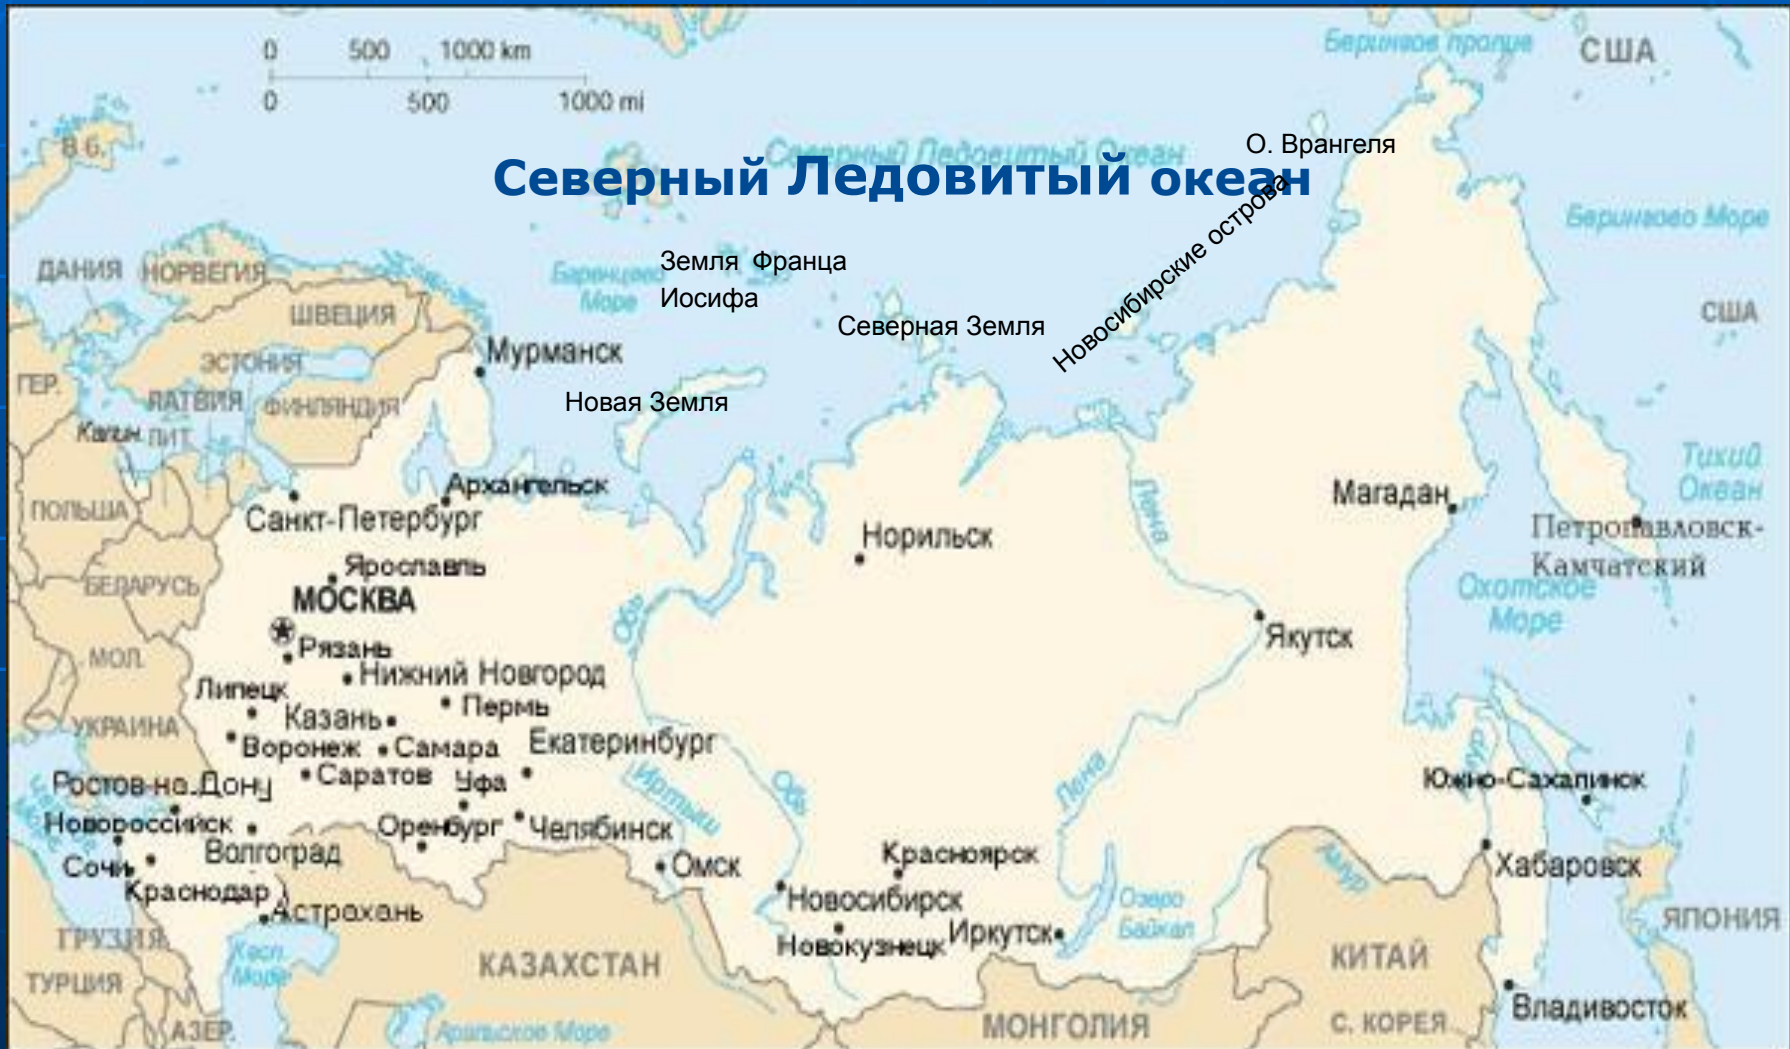 0 500 1000 km
0 500 1000 mi
Берингов пролив
США
В б.
Северный Ледовитый Океан
О. Врангеля
Северный Ледовитый океан
Новосибирские острова
Берингово Море
ДАНИЯ
НОРВЕГИЯ
Баренцево
Море
Земля Франца
Иосифа
ШВЕЦИЯ
Северная Земля
США
Мурманск
ЭСТОНИЯ
ГЕР.
ЛАТВИЯ
ФИНЛЯНДИЯ
Новая Земля
Калин.
ЛИТ.
Тихий
Океан
Архангельск
Магадан
ПОЛЬША
Санкт-Петербург
Лена
Норильск
Петропавловск-
Камчатский
Ярославль
БЕЛАРУСЬ
МОСКВА
Охотское
Море
Обь
Якутск
Рязань
МОЛ.
Нижний Новгород
Липецк
Пермь
Казань
УКРАИНА
Воронеж
Самара
Екатеринбург
Ростов-на.Дону
Саратов
Уфа
Иртыш
Обь
Лена
Южно-Сахалинск
Новороссийск
Оренбург
Челябинск
Волгоград
Сочи
Омск
Красноярск
Амур
Хабаровск
Краснодар
Новосибирск
Озеро
Байкал
Астрахань
ЯПОНИЯ
ГРУЗИЯ
Касп.
Море
Новокузнецк
Иркутск
КАЗАХСТАН
КИТАЙ
ТУРЦИЯ
Владивосток
АЗЕР.
Аральское Море
МОНГОЛИЯ
С. КОРЕЯ